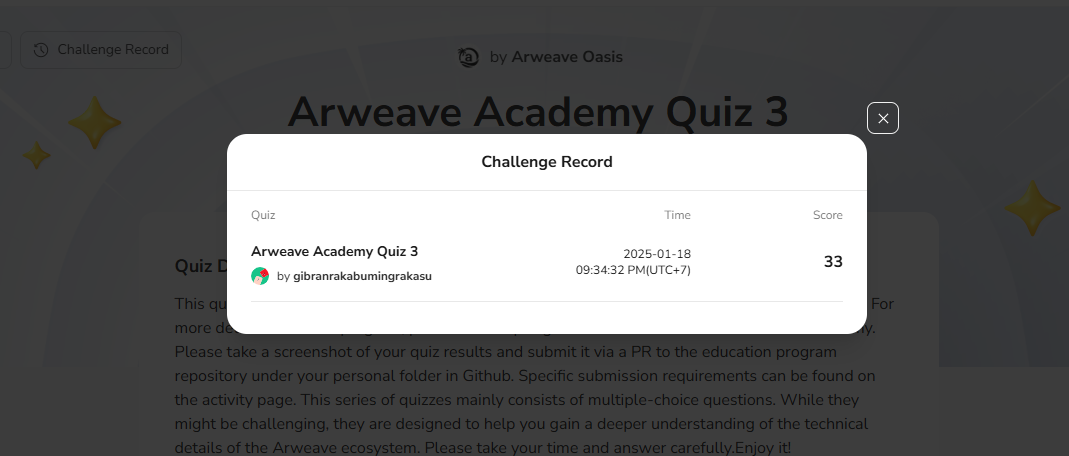 Challenge Record
by Arweave Oasis
Arweave Academy Quiz 3
Challenge Record
Quiz Time Score
Arweave Academy Quiz 3
by gibranrakabumingrakasu
2025-01-18
09:34:32 PM(UTC+7)
33
Quiz D
This qu For
more de y.
Please take a screenshot of your quiz results and submit it via a PR to the education program
repository under your personal folder in Github. Specific submission requirements can be found on
the activity page. This series of quizzes mainly consists of multiple-choice questions. While they
might be challenging, they are designed to help you gain a deeper understanding of the technical
details of the Arweave ecosystem. Please take your time and answer carefully.Enjoy it!